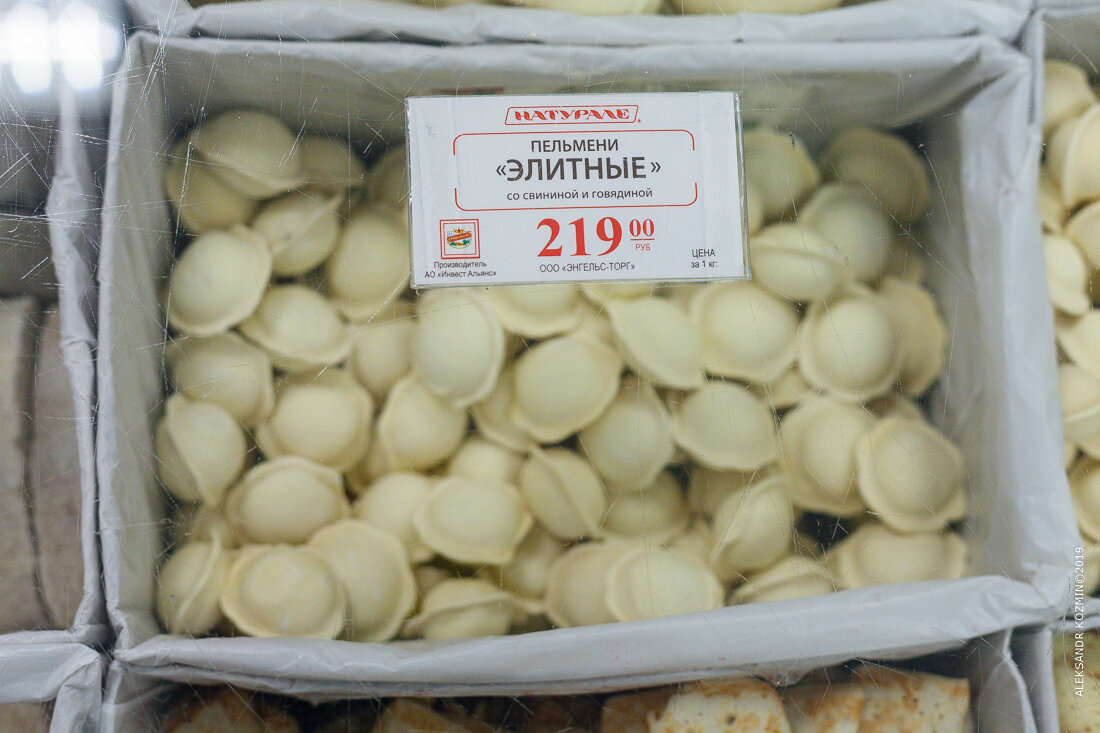 НАТУРАЛЕ
ПЕЛЬМЕНИ
«ЭЛИТНЫЕ»
СО СВИНИНОЙ И ГОВЯДИНОЙ
219 00
РУБ
Производитель
АО «Инвест Альянс»
ООО «ЭНГЕЛЬС-ТОРГ»
ЦЕНА
за 1 кг.
ALEKSANDR KOZMIN©2019